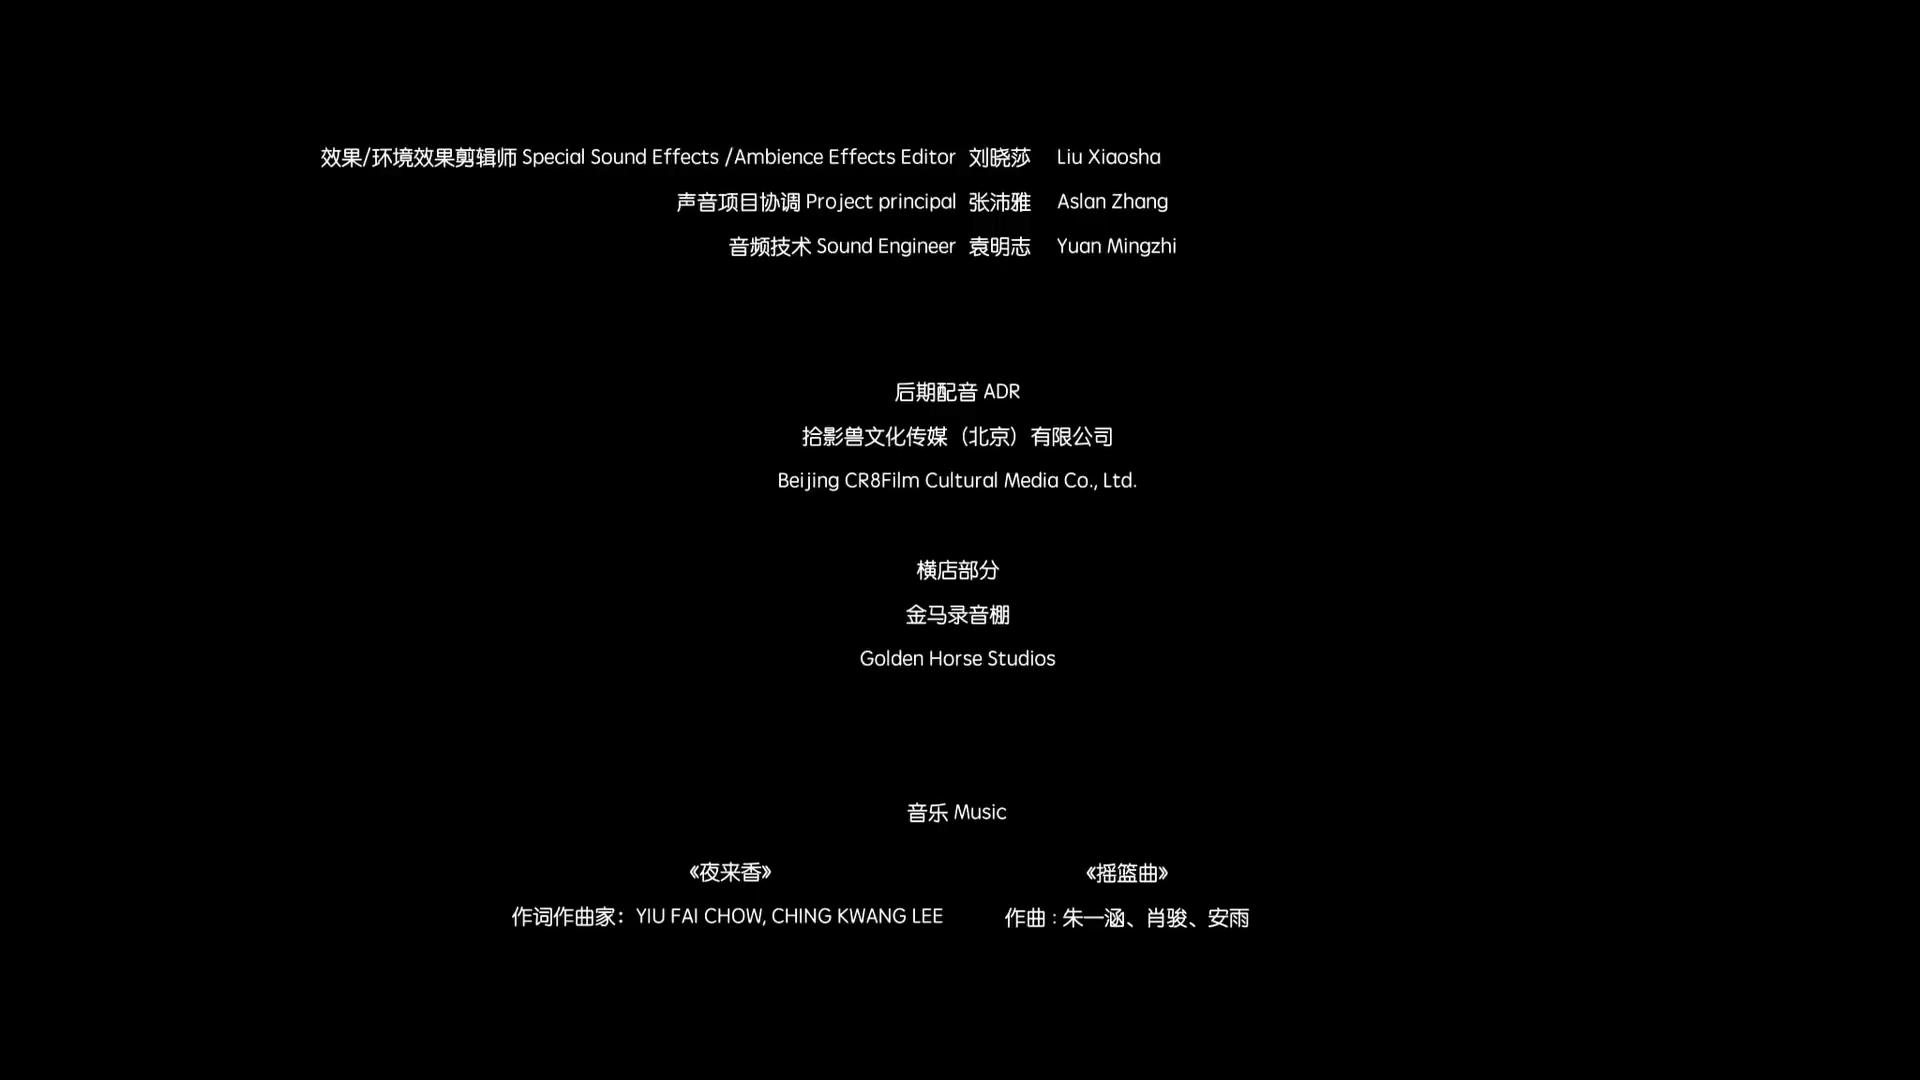 效果/环境效果剪辑师 Special Sound Effects /Ambience Effects Editor 刘晓莎 Liu Xiaosha
声音项目协调 Project principal 张沛雅 Aslan Zhang
音频技术 Sound Engineer 袁明志 Yuan Mingzhi
后期配音 ADR
拾影兽文化传媒（北京）有限公司
Beijing CR8Film Cultural Media Co., Ltd.
横店部分
金马录音棚
Golden Horse Studios
音乐 Music
《夜来香》 《摇篮曲》
作词作曲家：YIU FAI CHOW, CHING KWANG LEE 作曲 : 朱一涵、肖骏、安雨